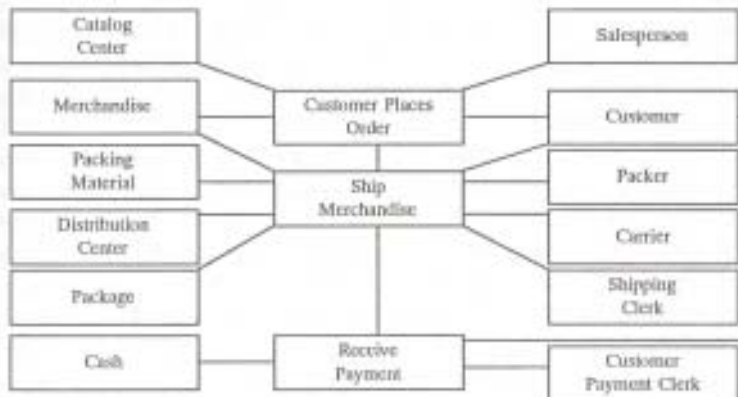 Catalog
Center
Salesperson
Merchandise
Customer Places
Order
Customer
Packing
Material
Ship
Merchandise
Packer
Distribution
Center
Carrier
Package
Shipping
Clerk
Cash
Receive
Payment
Customer
Payment Clerk